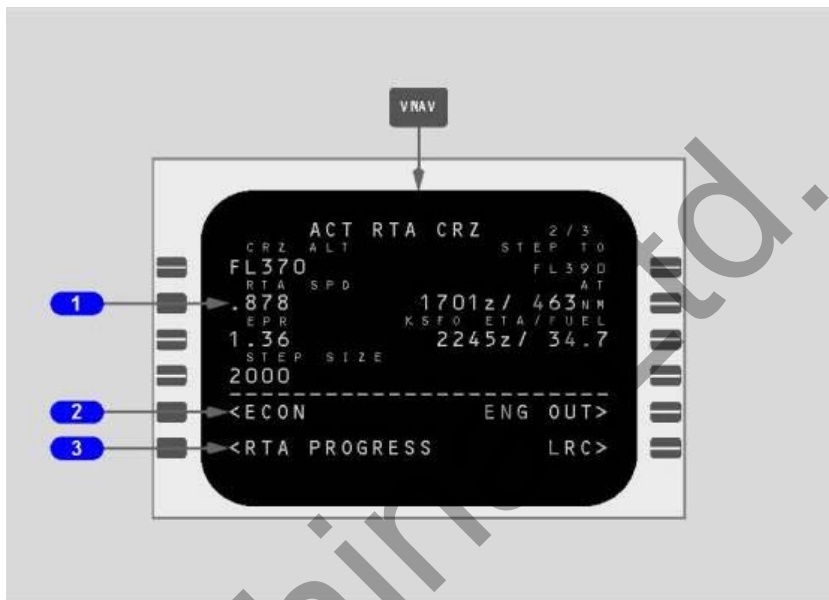 VNAV
ACT RTA CRZ 2/3
CRZ ALT STEP TO
FL370 FL390
RTA SPD AT
1 .878 1701z/ 463NM
EPR KSFO ETA/FUEL
1.36 2245z/ 34.7
STEP SIZE
2000
2 <ECON ENG OUT>
3 <RTA PROGRESS LRC>
td.